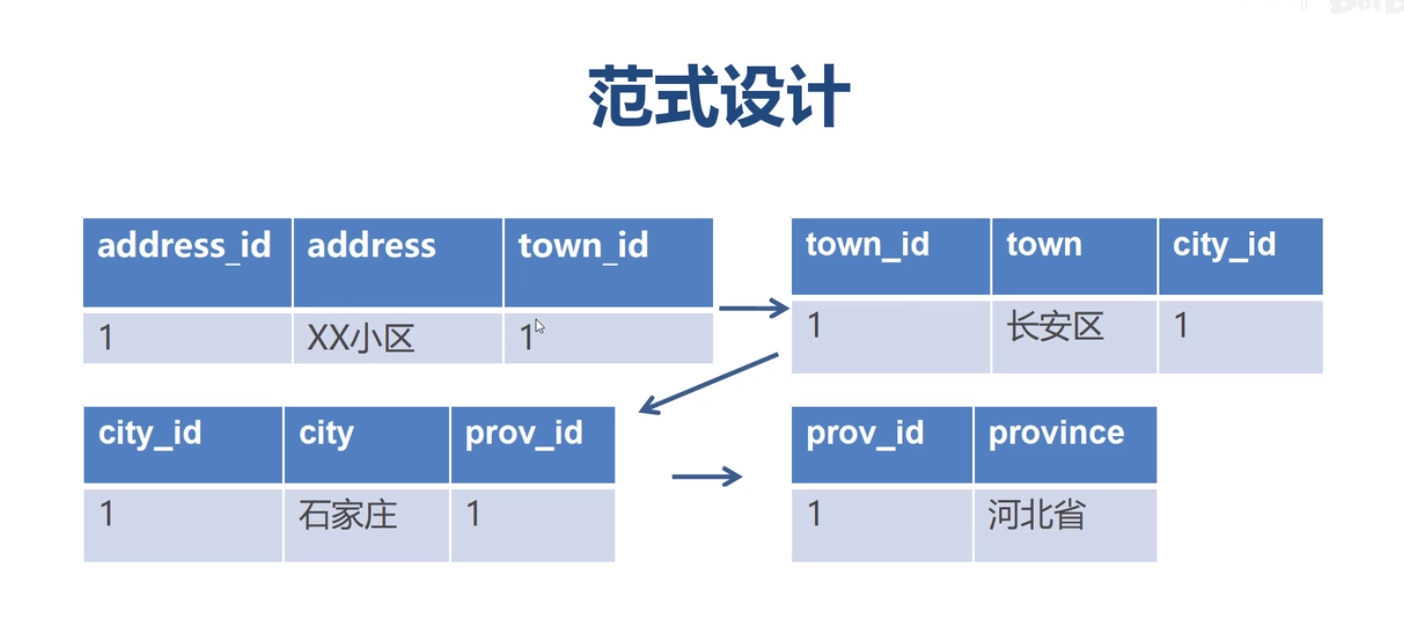 范式设计
address_id address town_id
1 XX小区 1
town_id town city_id
1 长安区 1
city_id city prov_id
1 石家庄 1
prov_id province
1 河北省